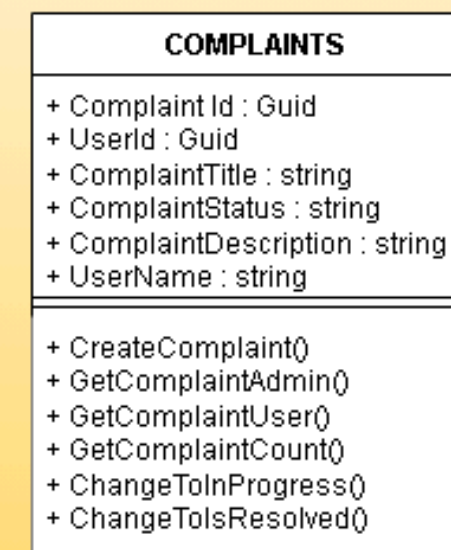 COMPLAINTS
+ Complaint Id : Guid
+ UserId : Guid
+ ComplaintTitle : string
+ ComplaintStatus : string
+ ComplaintDescription : string
+ UserName : string
+ CreateComplaint()
+ GetComplaintAdmin()
+ GetComplaintUser()
+ GetComplaintCount()
+ ChangeToInProgress()
+ ChangeToIsResolved()